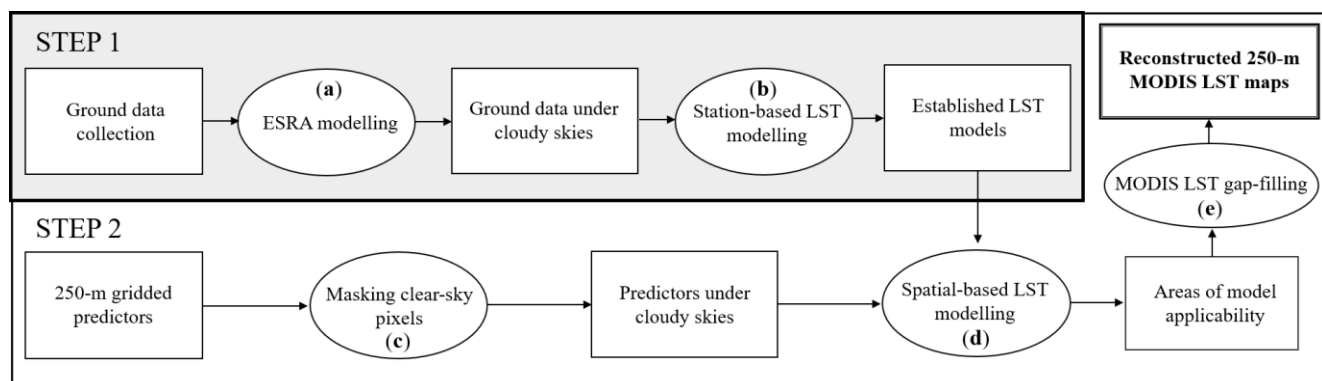 STEP 1
Ground data
collection
(a)
ESRA modelling
Ground data under
cloudy skies
(b)
Station-based LST
modelling
Established LST
models
Reconstructed 250-m
MODIS LST maps
MODIS LST gap-filling
(e)
STEP 2
250-m gridded
predictors
Masking clear-sky
pixels
(c)
Predictors under
cloudy skies
Spatial-based LST
modelling
(d)
Areas of model
applicability